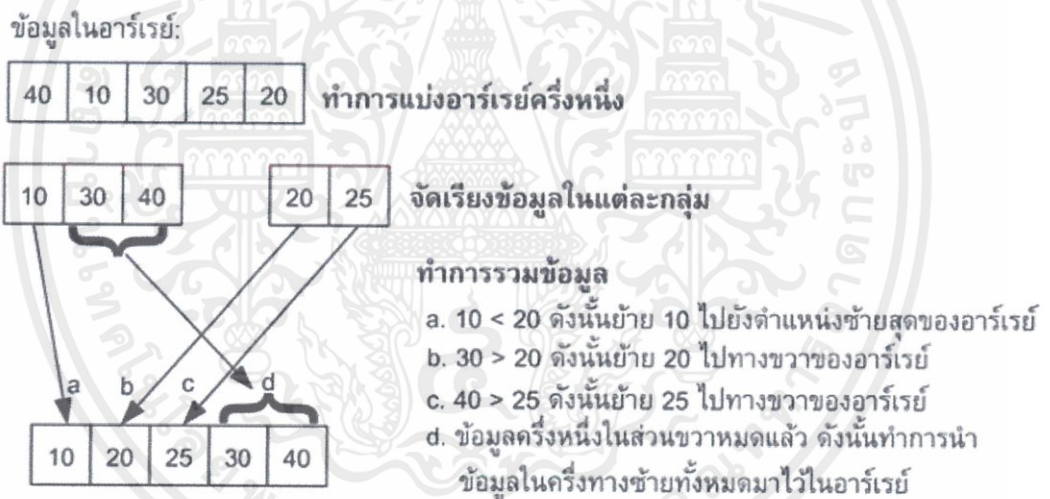 ข้อมูลในอาร์เรย์:
40 10 30 25 20 ทำการแบ่งอาร์เรย์ครึ่งหนึ่ง
10 30 40 20 25 จัดเรียงข้อมูลในแต่ละกลุ่ม
ทำการรวมข้อมูล
a. 10 < 20 ดังนั้นย้าย 10 ไปยังตำแหน่งซ้ายสุดของอาร์เรย์
b. 30 > 20 ดังนั้นย้าย 20 ไปทางขวาของอาร์เรย์
c. 40 > 25 ดังนั้นย้าย 25 ไปทางขวาของอาร์เรย์
d. ข้อมูลครึ่งหนึ่งในส่วนขวาหมดแล้ว ดังนั้นทำการนำ
ข้อมูลในครึ่งทางซ้ายทั้งหมดมาไว้ในอาร์เรย์
a b c d
10 20 25 30 40